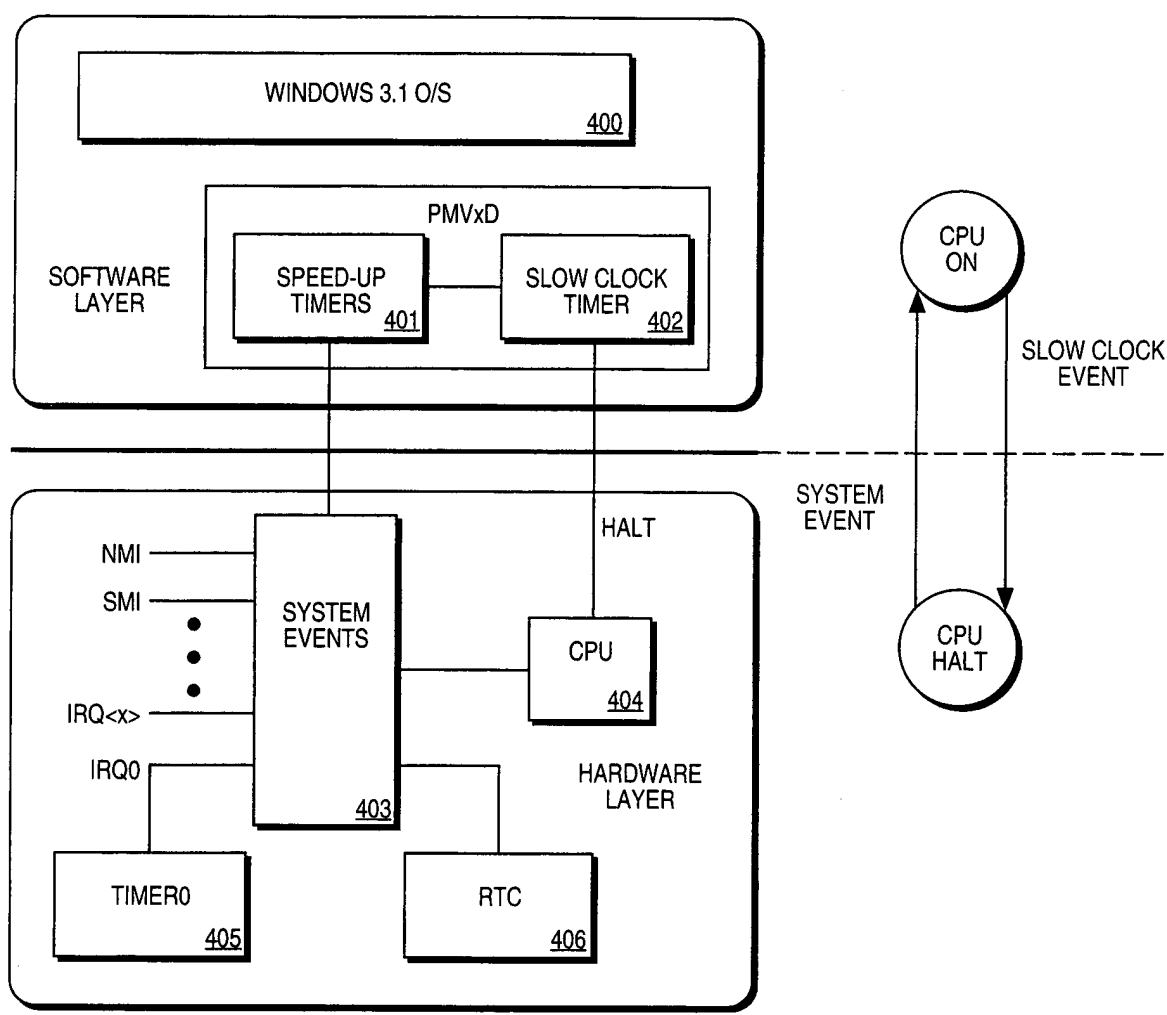 WINDOWS 3.1 O/S
400
PMVxD
SOFTWARE
LAYER
SPEED-UP
TIMERS
401
SLOW CLOCK
TIMER
402
CPU
ON
SLOW CLOCK
EVENT
SYSTEM
EVENT
CPU
HALT
HALT
NMI
SMI
IRQ<x>
IRQ0
SYSTEM
EVENTS
403
CPU
404
HARDWARE
LAYER
TIMER0
405
RTC
406